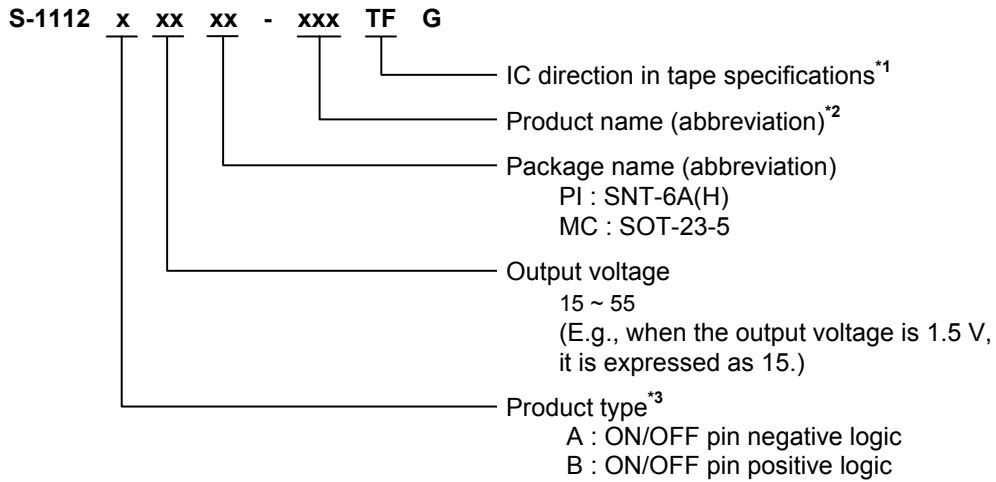 S-1112 x xx xx - xxx TF G
IC direction in tape specifications*1
Product name (abbreviation)*2
Package name (abbreviation)
PI : SNT-6A(H)
MC : SOT-23-5
Output voltage
15 ~ 55
(E.g., when the output voltage is 1.5 V,
it is expressed as 15.)
Product type*3
A : ON/OFF pin negative logic
B : ON/OFF pin positive logic